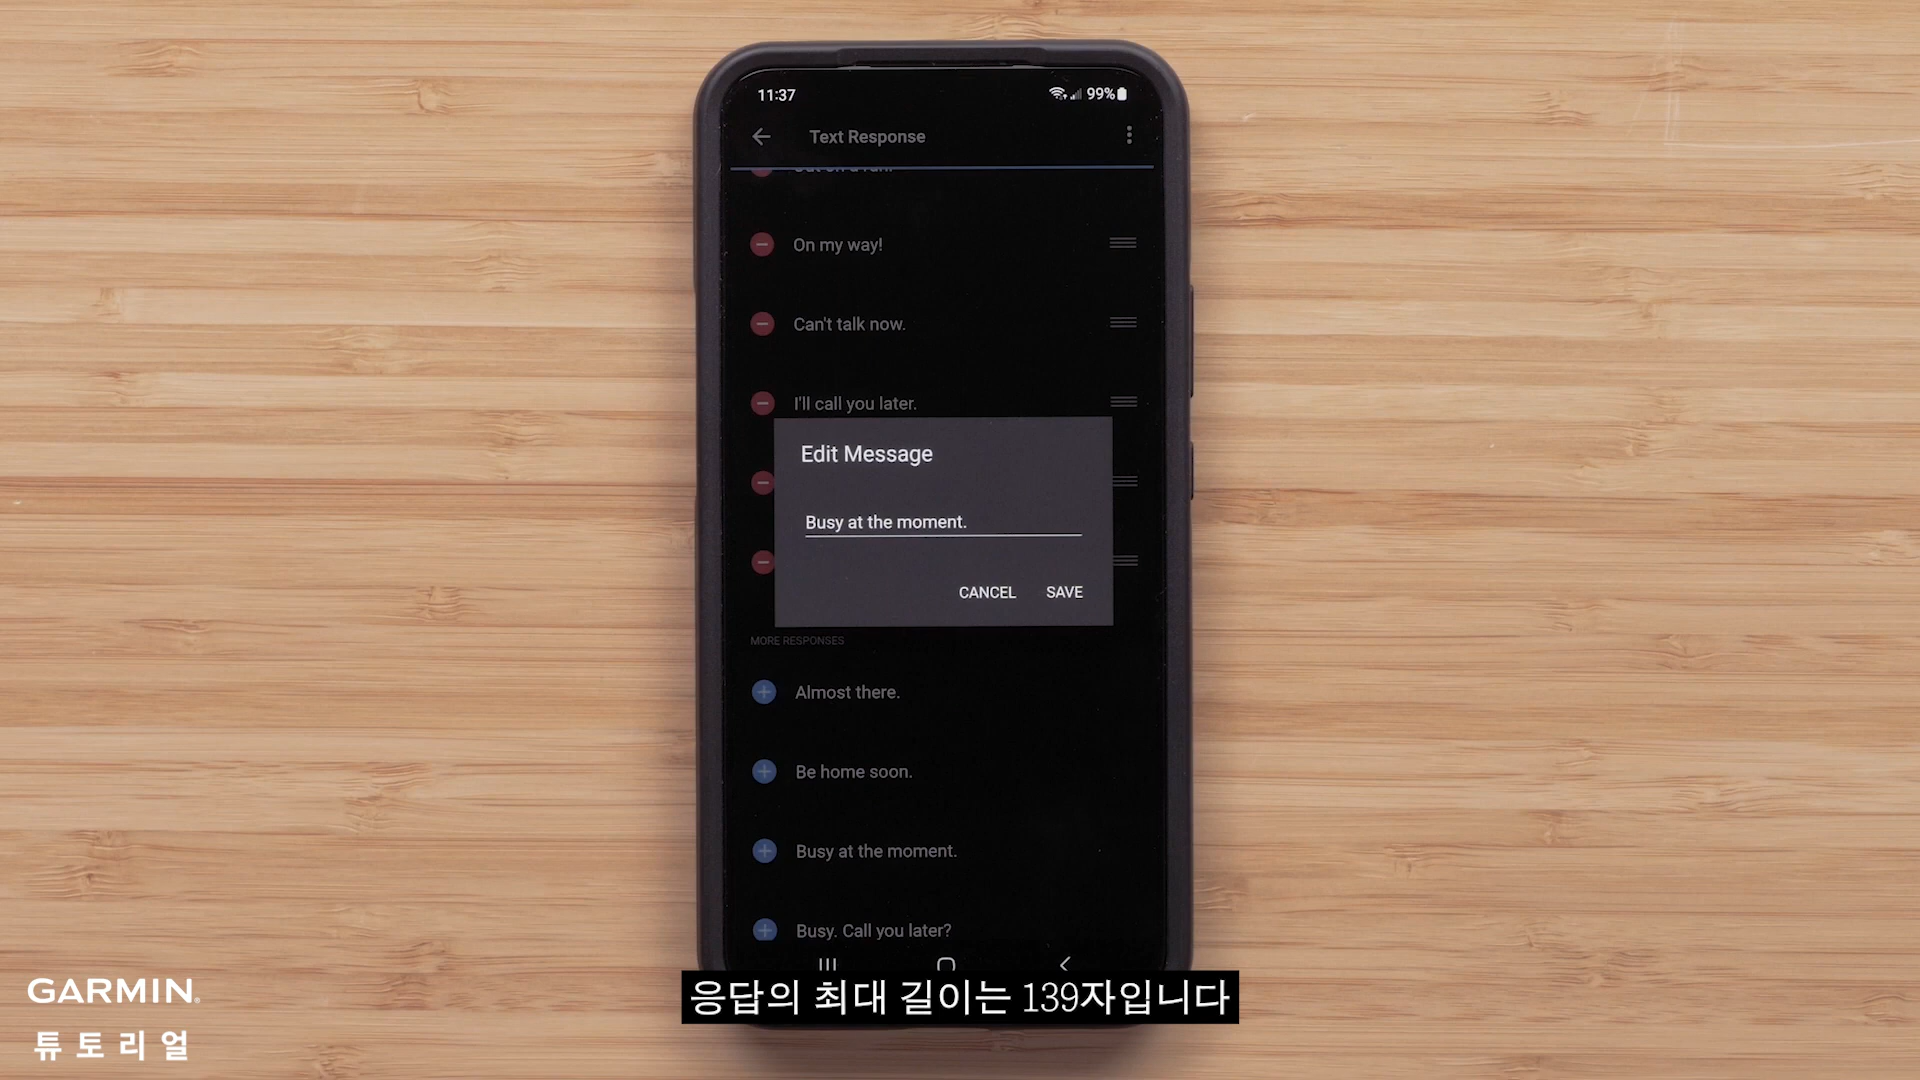 11:37
99%
Text Response
On my way!
Can't talk now.
I'll call you later.
Edit Message
Busy at the moment.
CANCEL
SAVE
MORE RESPONSES
Almost there.
Be home soon.
Busy at the moment.
Busy. Call you later?
응답의 최대 길이는 139자입니다
GARMIN
튜토리얼